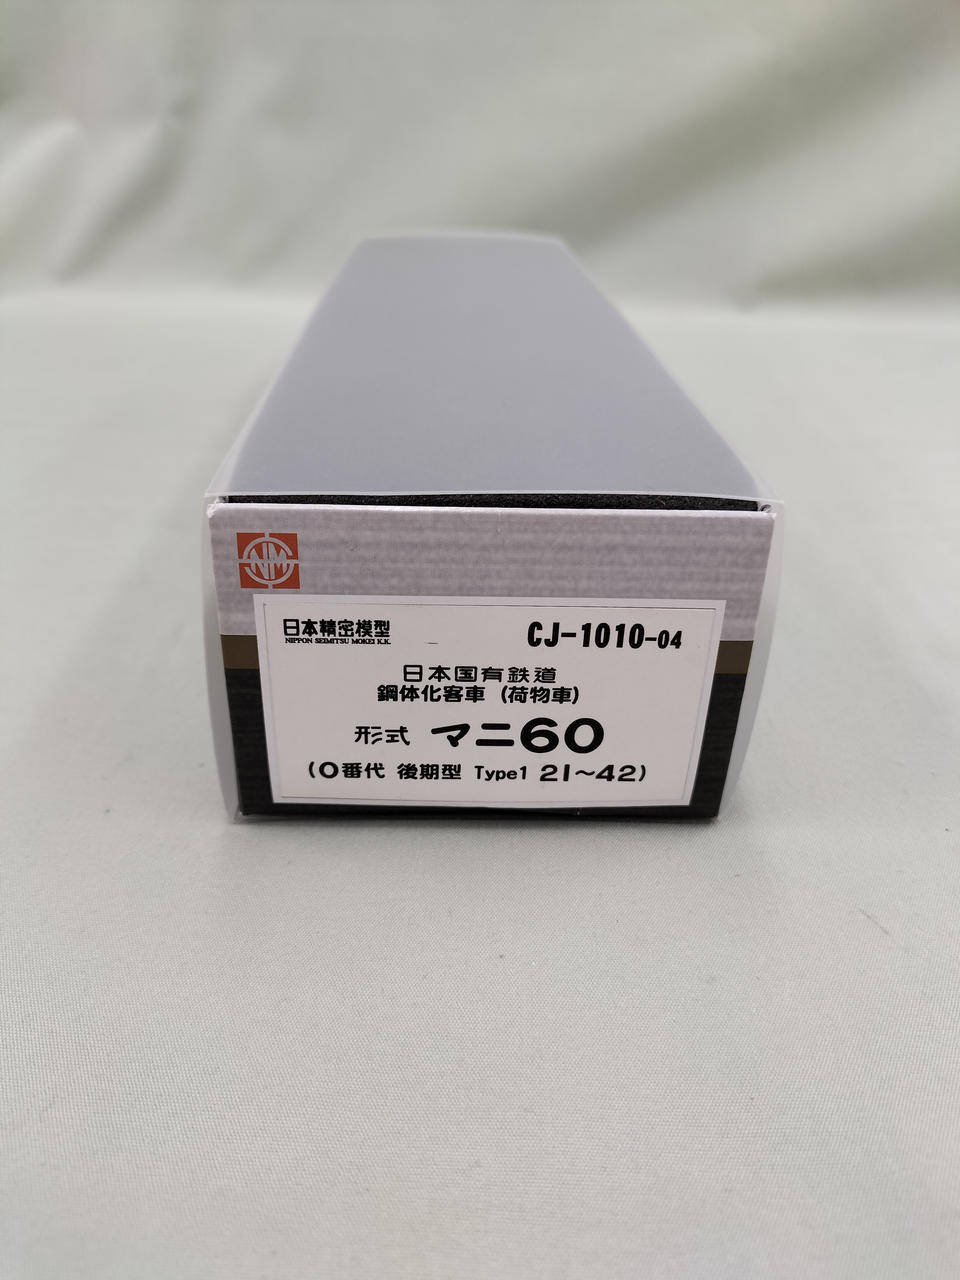 NM
日本精密模型
NIPPON SEIMITSU MOKEI K.K.
CJ-1010-04
日本国有鉄道
鋼体化客車 (荷物車)
形式 マニ60
(0番代 後期型 Type1 21~42)